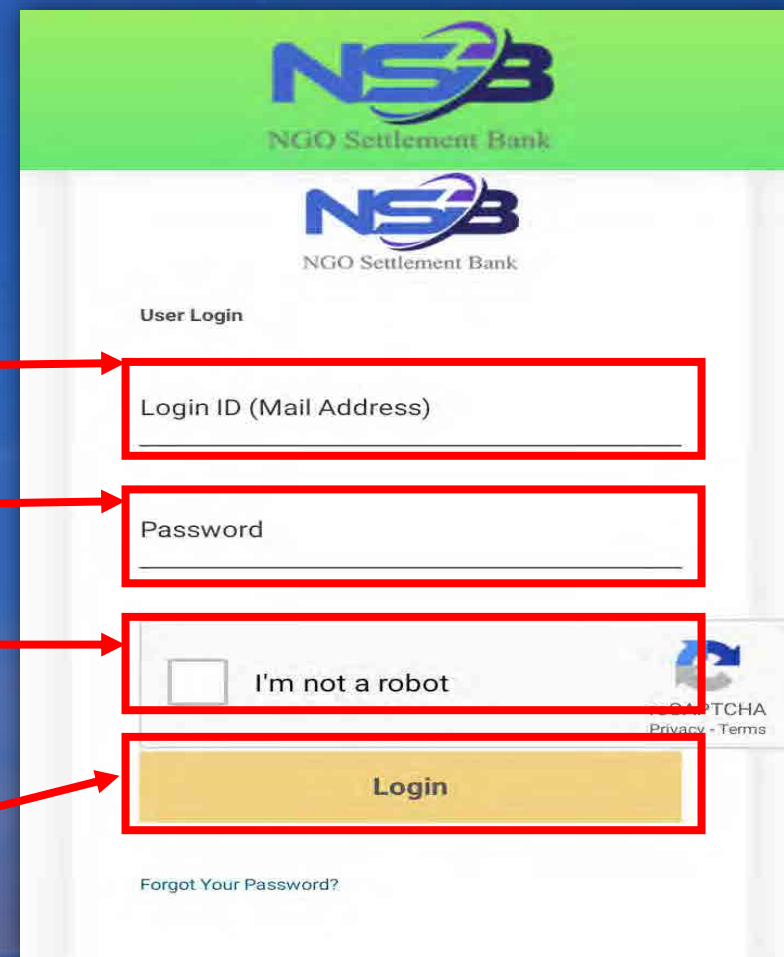 NSB
NGO Settlement Bank
NSB
NGO Settlement Bank
User Login
Login ID (Mail Address)
Password
I'm not a robot
reCAPTCHA
Privacy - Terms
Login
Forgot Your Password?